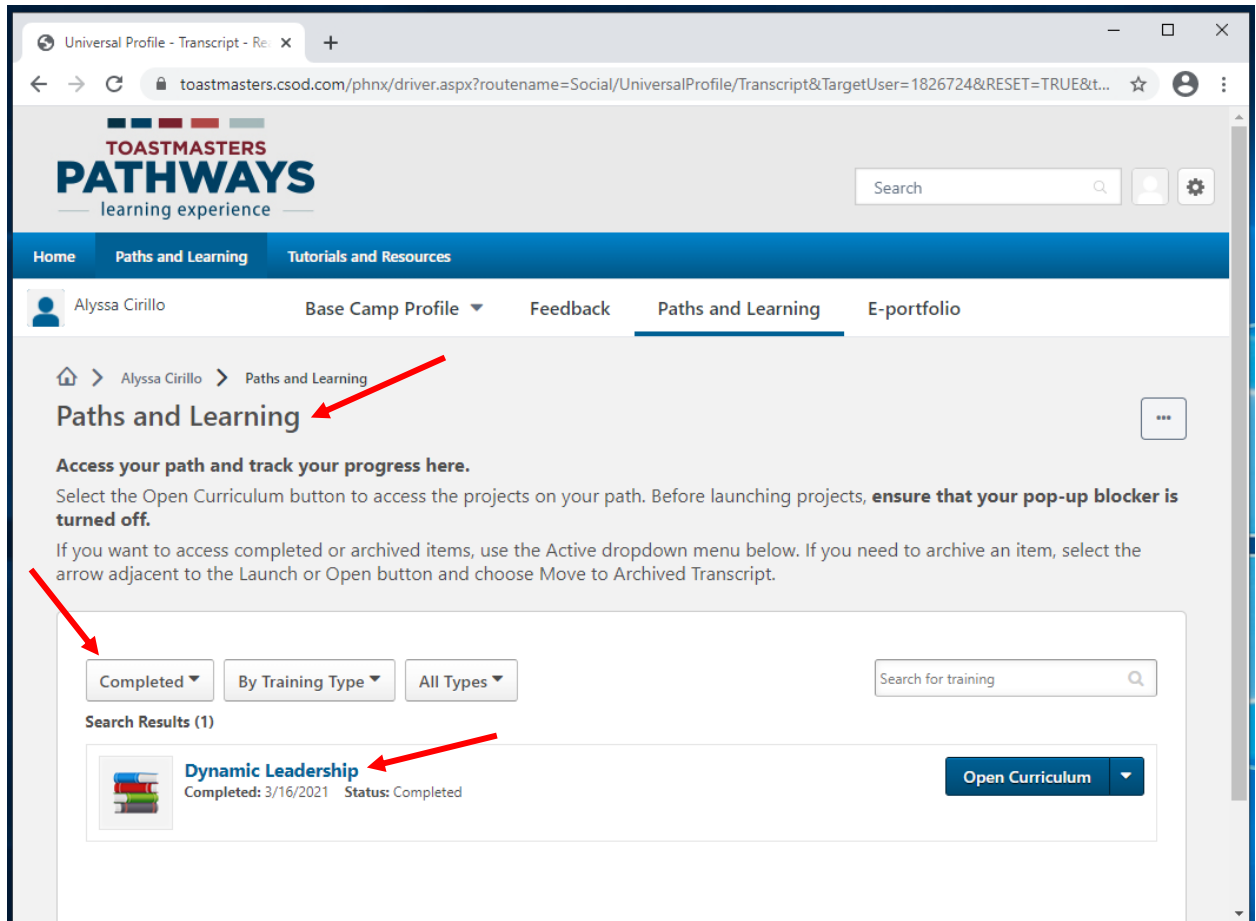 Universal Profile - Transcript - Re
toastmasters.csod.com/phnx/driver.aspx?routename=Social/UniversalProfile/Transcript&TargetUser=1826724&RESET=TRUE&t...
TOASTMASTERS
PATHWAYS
learning experience
Search
Home Paths and Learning Tutorials and Resources
Alyssa Cirillo Base Camp Profile Feedback Paths and Learning E-portfolio
Alyssa Cirillo Paths and Learning
Paths and Learning
Access your path and track your progress here.
Select the Open Curriculum button to access the projects on your path. Before launching projects, ensure that your pop-up blocker is
turned off.
If you want to access completed or archived items, use the Active dropdown menu below. If you need to archive an item, select the
arrow adjacent to the Launch or Open button and choose Move to Archived Transcript.
Completed By Training Type All Types Search for training
Search Results (1)
Dynamic Leadership
Completed: 3/16/2021 Status: Completed
Open Curriculum